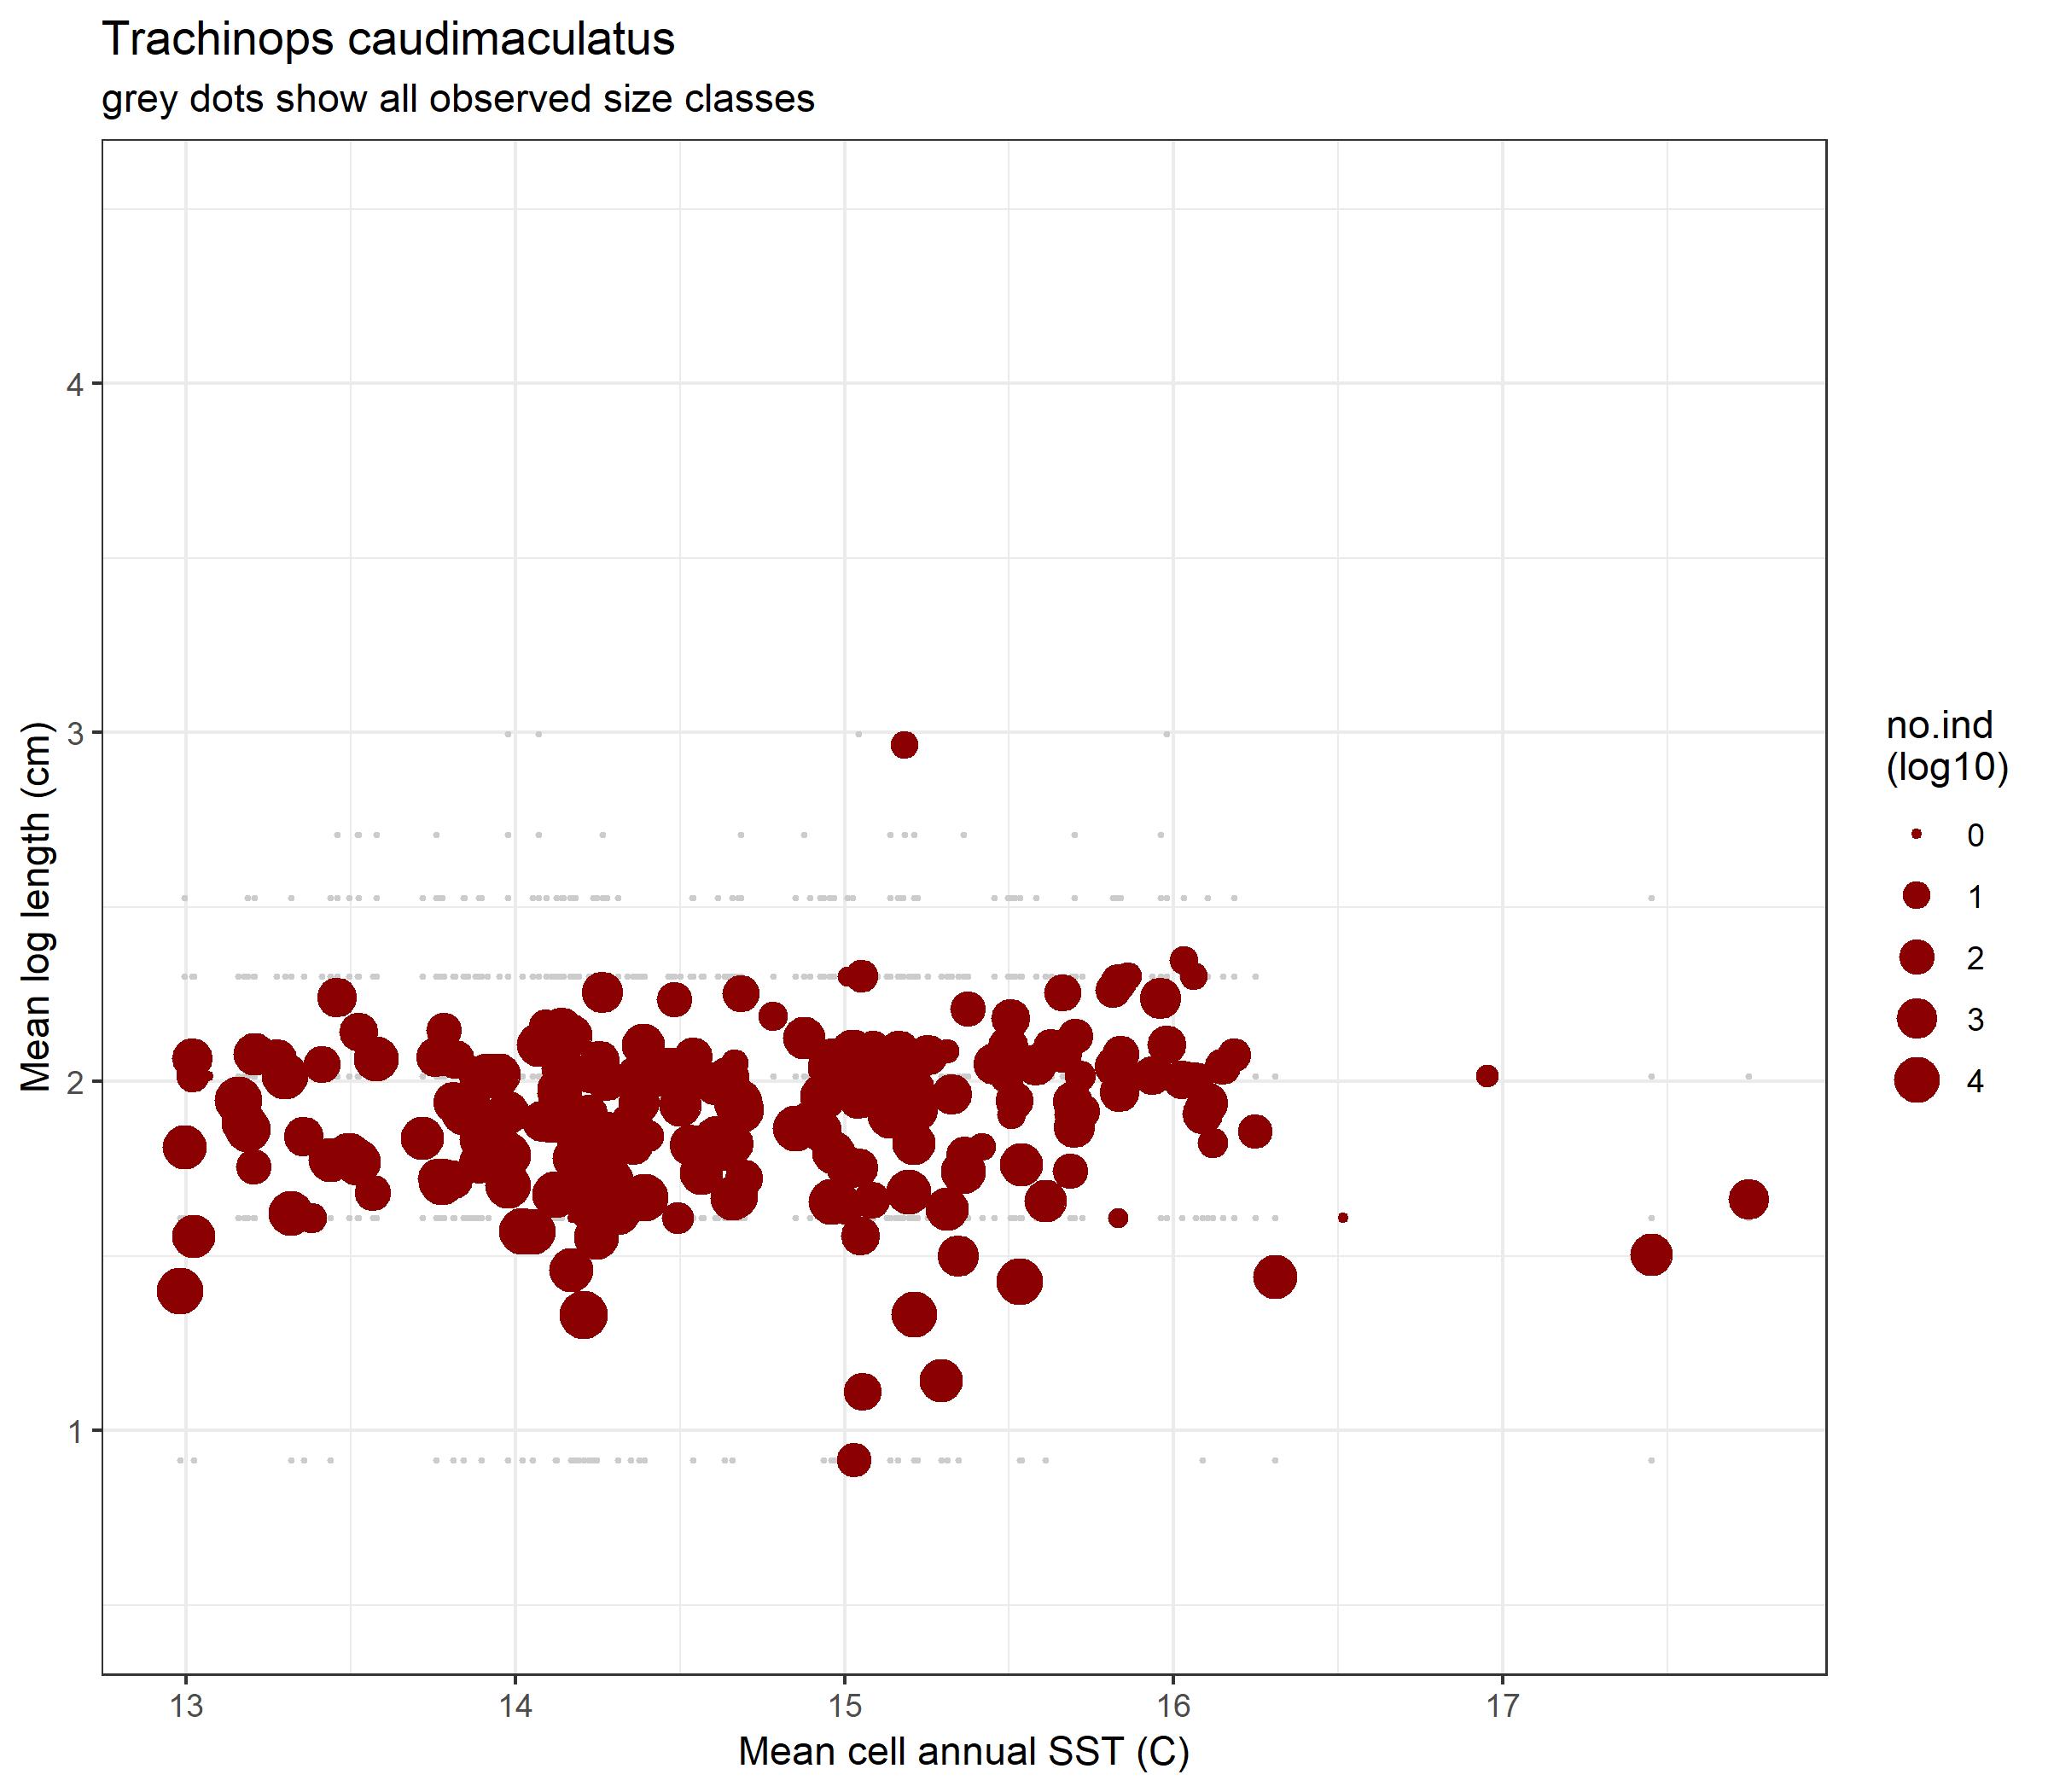 Trachinops caudimaculatus
grey dots show all observed size classes
Mean log length (cm)
4
3
2
1
13 14 15 16 17
Mean cell annual SST (C)
no.ind
(log10)
0
1
2
3
4